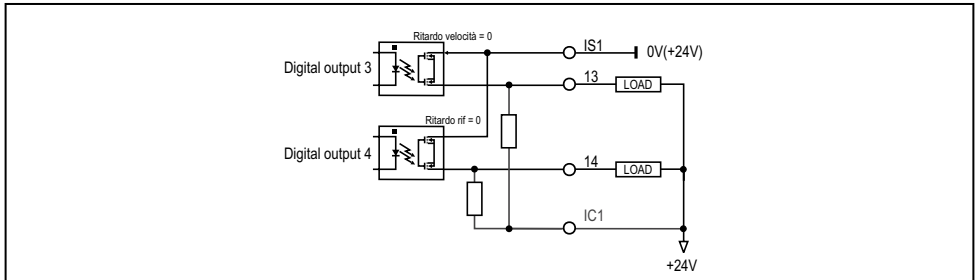 Ritardo velocità = 0
IS1
0V(+24V)
Digital output 3
13
LOAD
Ritardo rif = 0
Digital output 4
14
LOAD
IC1
+24V